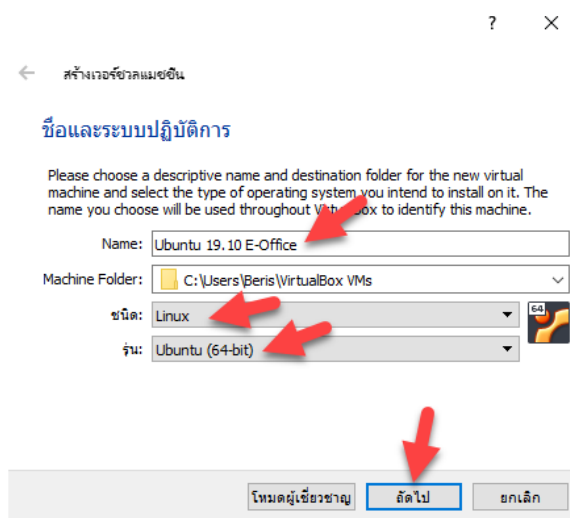 ?
สร้างเวอร์ชวลแมชชีน
ชื่อและระบบปฏิบัติการ
Please choose a descriptive name and destination folder for the new virtual
machine and select the type of operating system you intend to install on it. The
name you choose will be used throughout VirtualBox to identify this machine.
Name: Ubuntu 19.10 E-Office
Machine Folder: C:\Users\Beris\VirtualBox VMs
ชนิด: Linux
64
รุ่น: Ubuntu (64-bit)
โหมดผู้เชี่ยวชาญ ถัดไป ยกเลิก